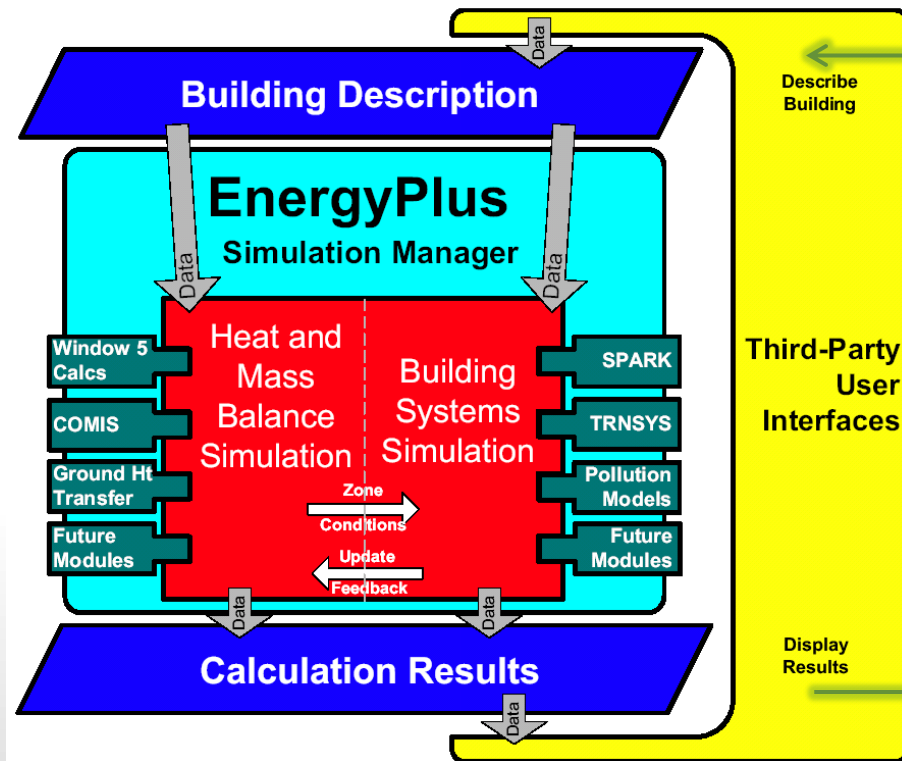 Data
Building Description
Describe
Building
EnergyPlus
Simulation Manager
Data
Data
Window 5
Calcs
COMIS
Ground Ht
Transfer
Future
Modules
Heat and
Mass
Balance
Simulation
Building
Systems
Simulation
Zone
Conditions
Update
Feedback
SPARK
TRNSYS
Pollution
Models
Future
Modules
Third-Party
User
Interfaces
Data
Data
Calculation Results
Display
Results
Data